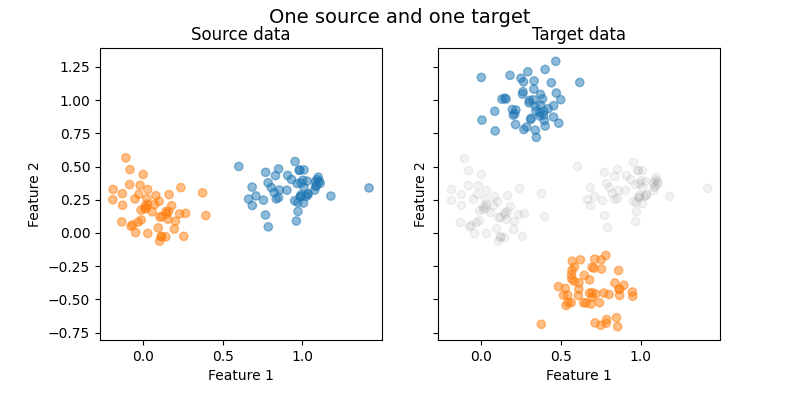 One source and one target
Source data
Target data
1.25
1.00
0.75
0.50
0.25
0.00
−0.25
−0.50
−0.75
Feature 2
Feature 2
0.0
0.5
1.0
0.0
0.5
1.0
Feature 1
Feature 1